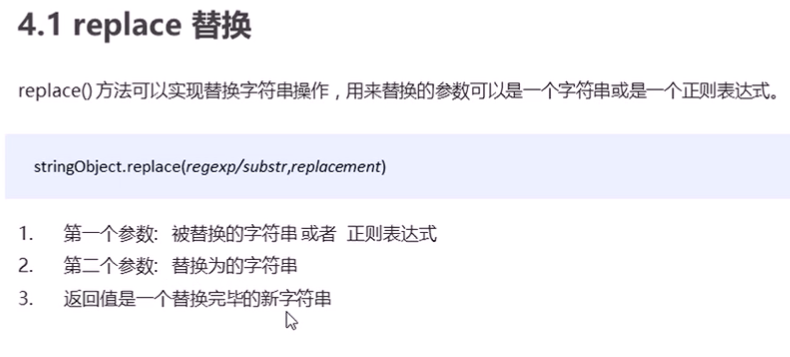 4.1 replace 替换
replace() 方法可以实现替换字符串操作，用来替换的参数可以是一个字符串或是一个正则表达式。
stringObject.replace(regexp/substr,replacement)
1. 第一个参数: 被替换的字符串 或者 正则表达式
2. 第二个参数: 替换为的字符串
3. 返回值是一个替换完毕的新字符串